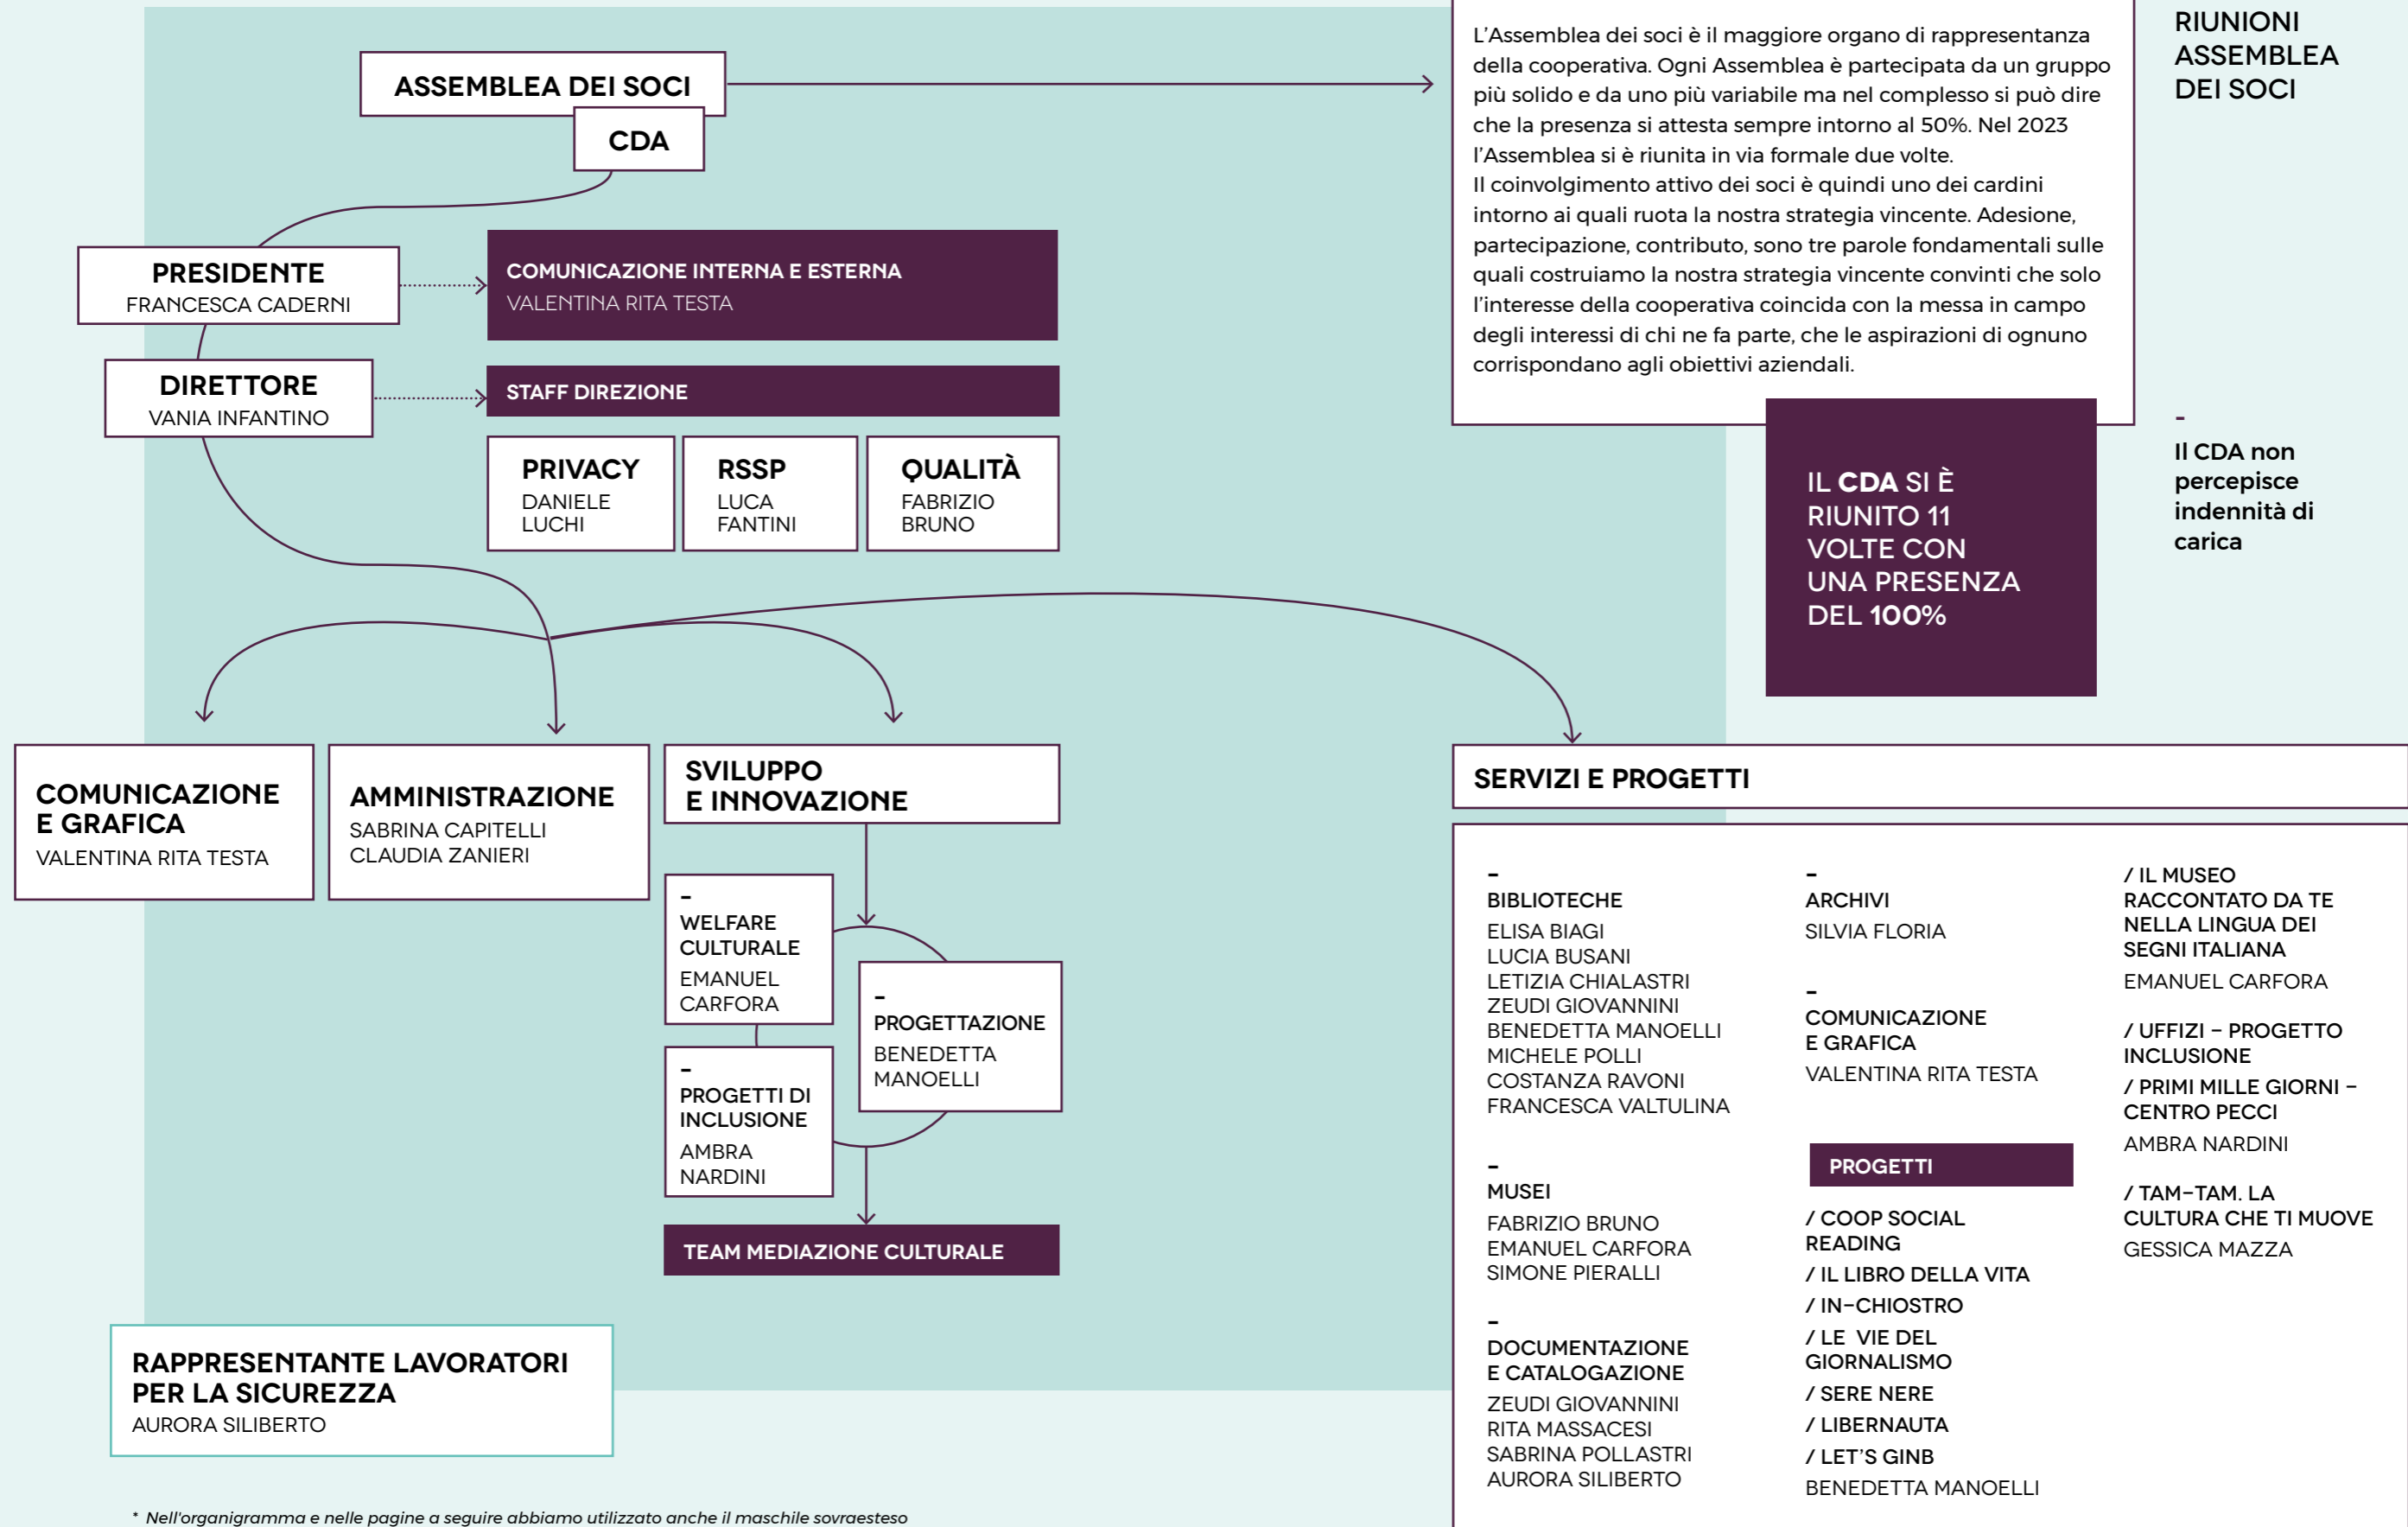 ASSEMBLEA DEI SOCI
CDA
PRESIDENTE
FRANCESCA CADERNI
COMUNICAZIONE INTERNA E ESTERNA
VALENTINA RITA TESTA
DIRETTORE
VANIA INFANTINO
STAFF DIREZIONE
PRIVACY
DANIELE
LUCHI
RSSP
LUCA
FANTINI
QUALITÀ
FABRIZIO
BRUNO
L'Assemblea dei soci è il maggiore organo di rappresentanza
della cooperativa. Ogni Assemblea è partecipata da un gruppo
più solido e da uno più variabile ma nel complesso si può dire
che la presenza si attesta sempre intorno al 50%. Nel 2023
l'Assemblea si è riunita in via formale due volte.
Il coinvolgimento attivo dei soci è quindi uno dei cardini
intorno ai quali ruota la nostra strategia vincente. Adesione,
partecipazione, contributo, sono tre parole fondamentali sulle
quali costruiamo la nostra strategia vincente convinti che solo
l'interesse della cooperativa coincida con la messa in campo
degli interessi di chi ne fa parte, che le aspirazioni di ognuno
corrispondano agli obiettivi aziendali.
RIUNIONI
ASSEMBLEA
DEI SOCI
IL CDA SI È
RIUNITO 11
VOLTE CON
UNA PRESENZA
DEL 100%
-
Il CDA non
percepisce
indennità di
carica
COMUNICAZIONE
E GRAFICA
VALENTINA RITA TESTA
AMMINISTRAZIONE
SABRINA CAPITELLI
CLAUDIA ZANIERI
SVILUPPO
E INNOVAZIONE
-
WELFARE
CULTURALE
EMANUEL
CARFORA
-
PROGETTAZIONE
BENEDETTA
MANOELLI
-
PROGETTI DI
INCLUSIONE
AMBRA
NARDINI
TEAM MEDIAZIONE CULTURALE
SERVIZI E PROGETTI
-
BIBLIOTECHE
ELISA BIAGI
LUCIA BUSANI
LETIZIA CHIALASTRI
ZEUDI GIOVANNINI
BENEDETTA MANOELLI
MICHELE POLLI
COSTANZA RAVONI
FRANCESCA VALTULINA
-
MUSEI
FABRIZIO BRUNO
EMANUEL CARFORA
SIMONE PIERALLI
-
DOCUMENTAZIONE
E CATALOGAZIONE
ZEUDI GIOVANNINI
RITA MASSACESI
SABRINA POLLASTRI
AURORA SILIBERTO
-
ARCHIVI
SILVIA FLORIA
-
COMUNICAZIONE
E GRAFICA
VALENTINA RITA TESTA
PROGETTI
/ COOP SOCIAL
READING
/ IL LIBRO DELLA VITA
/ IN-CHIOSTRO
/ LE VIE DEL
GIORNALISMO
/ SERE NERE
/ LIBERNAUTA
/ LET'S GINB
BENEDETTA MANOELLI
/ IL MUSEO
RACCONTATO DA TE
NELLA LINGUA DEI
SEGNI ITALIANA
EMANUEL CARFORA
/ UFFIZI - PROGETTO
INCLUSIONE
/ PRIMI MILLE GIORNI -
CENTRO PECCI
AMBRA NARDINI
/ TAM-TAM. LA
CULTURA CHE TI MUOVE
GESSICA MAZZA
RAPPRESENTANTE LAVORATORI
PER LA SICUREZZA
AURORA SILIBERTO
* Nell'organigramma e nelle pagine a seguire abbiamo utilizzato anche il maschile sovraesteso